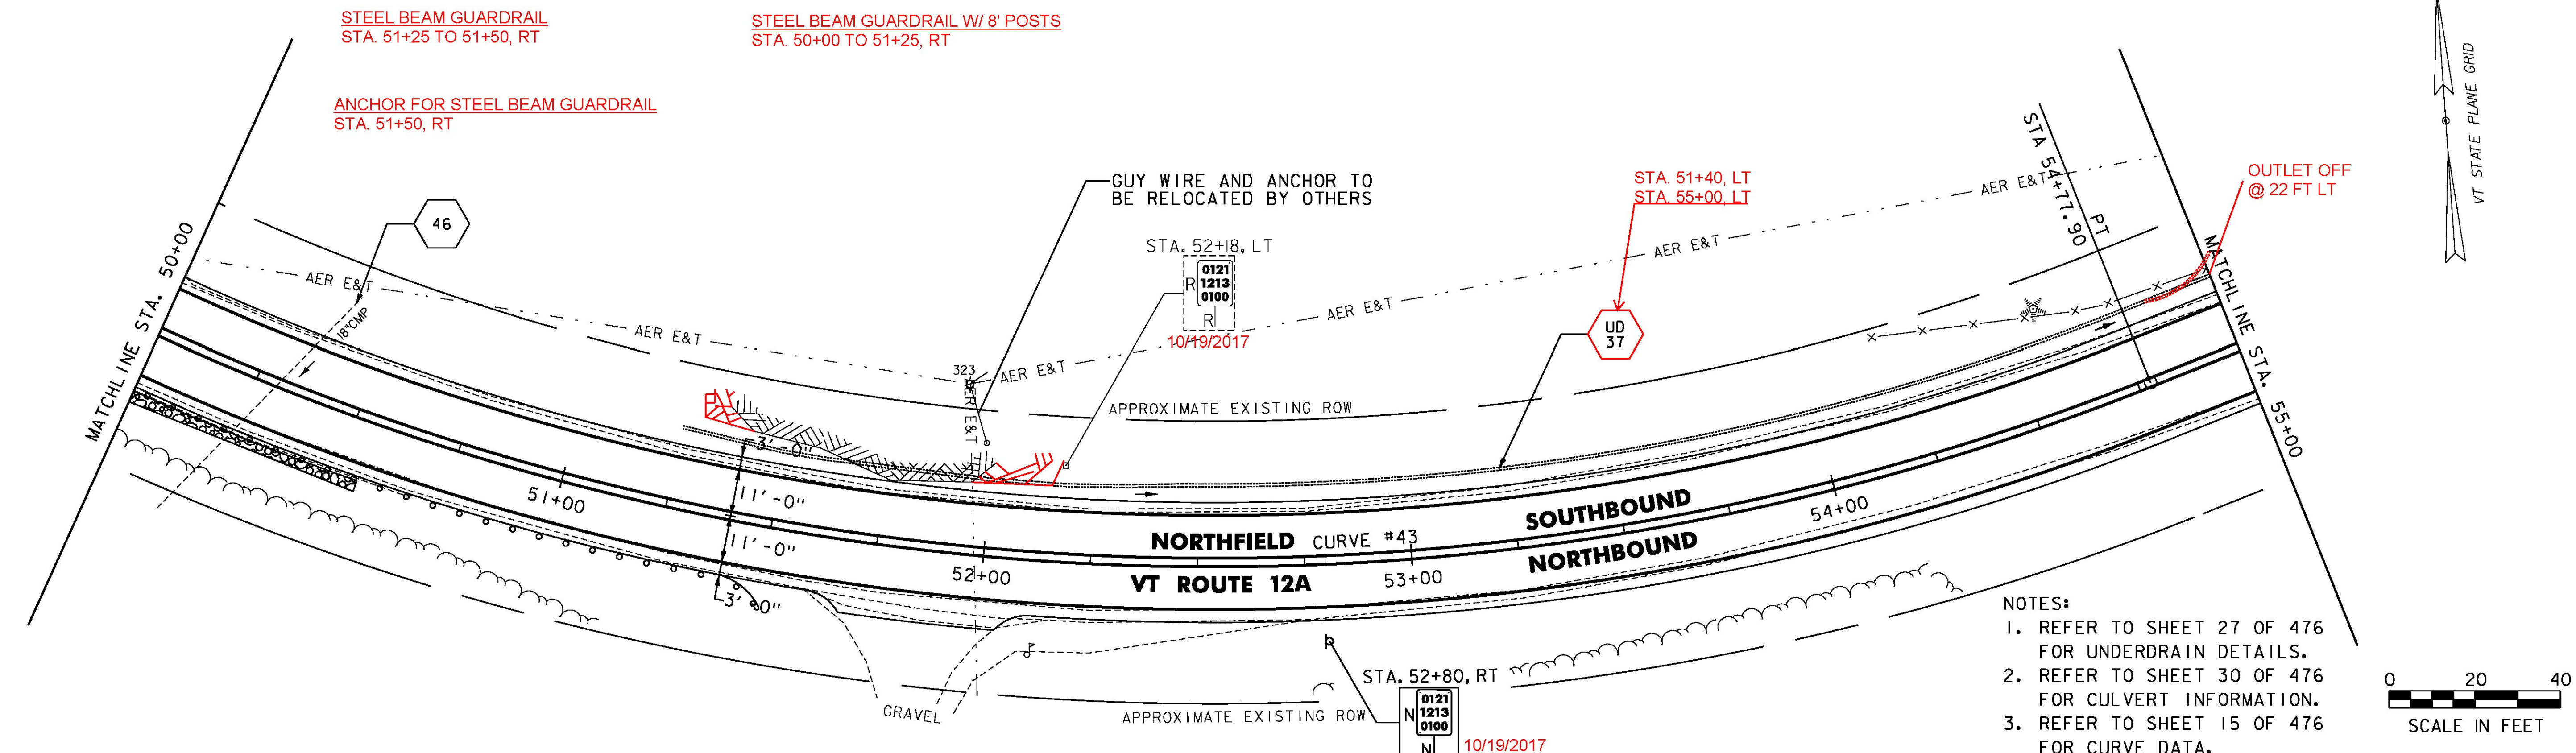 STEEL BEAM GUARDRAIL
STA. 51+25 TO 51+50, RT
STEEL BEAM GUARDRAIL W/ 8' POSTS
STA. 50+00 TO 51+25, RT
ANCHOR FOR STEEL BEAM GUARDRAIL
STA. 51+50, RT
VT STATE PLANE GRID
MATCHLINE STA. 50+00
46
18"CMP
AER E&T
AER E&T
323
AER E&T
AER E&T
AER E&T
AER E&T
AER E&T
GUY WIRE AND ANCHOR TO
BE RELOCATED BY OTHERS
STA. 52+18, LT
R
0121
1213
0100
R
10/19/2017
STA. 51+40, LT
STA. 55+00, LT
UD
37
STA 54+77.90
PT
OUTLET OFF
@ 22 FT LT
MATCHLINE STA. 55+00
APPROXIMATE EXISTING ROW
3'-0"
11'-0"
11'-0"
3'-0"
51+00
52+00
53+00
54+00
NORTHFIELD CURVE #43
VT ROUTE 12A
SOUTHBOUND
NORTHBOUND
GRAVEL
APPROXIMATE EXISTING ROW
STA. 52+80, RT
N
0121
1213
0100
N
10/19/2017
NOTES:
1. REFER TO SHEET 27 OF 476
FOR UNDERDRAIN DETAILS.
2. REFER TO SHEET 30 OF 476
FOR CULVERT INFORMATION.
3. REFER TO SHEET 15 OF 476
FOR CURVE DATA.
0 20 40
SCALE IN FEET